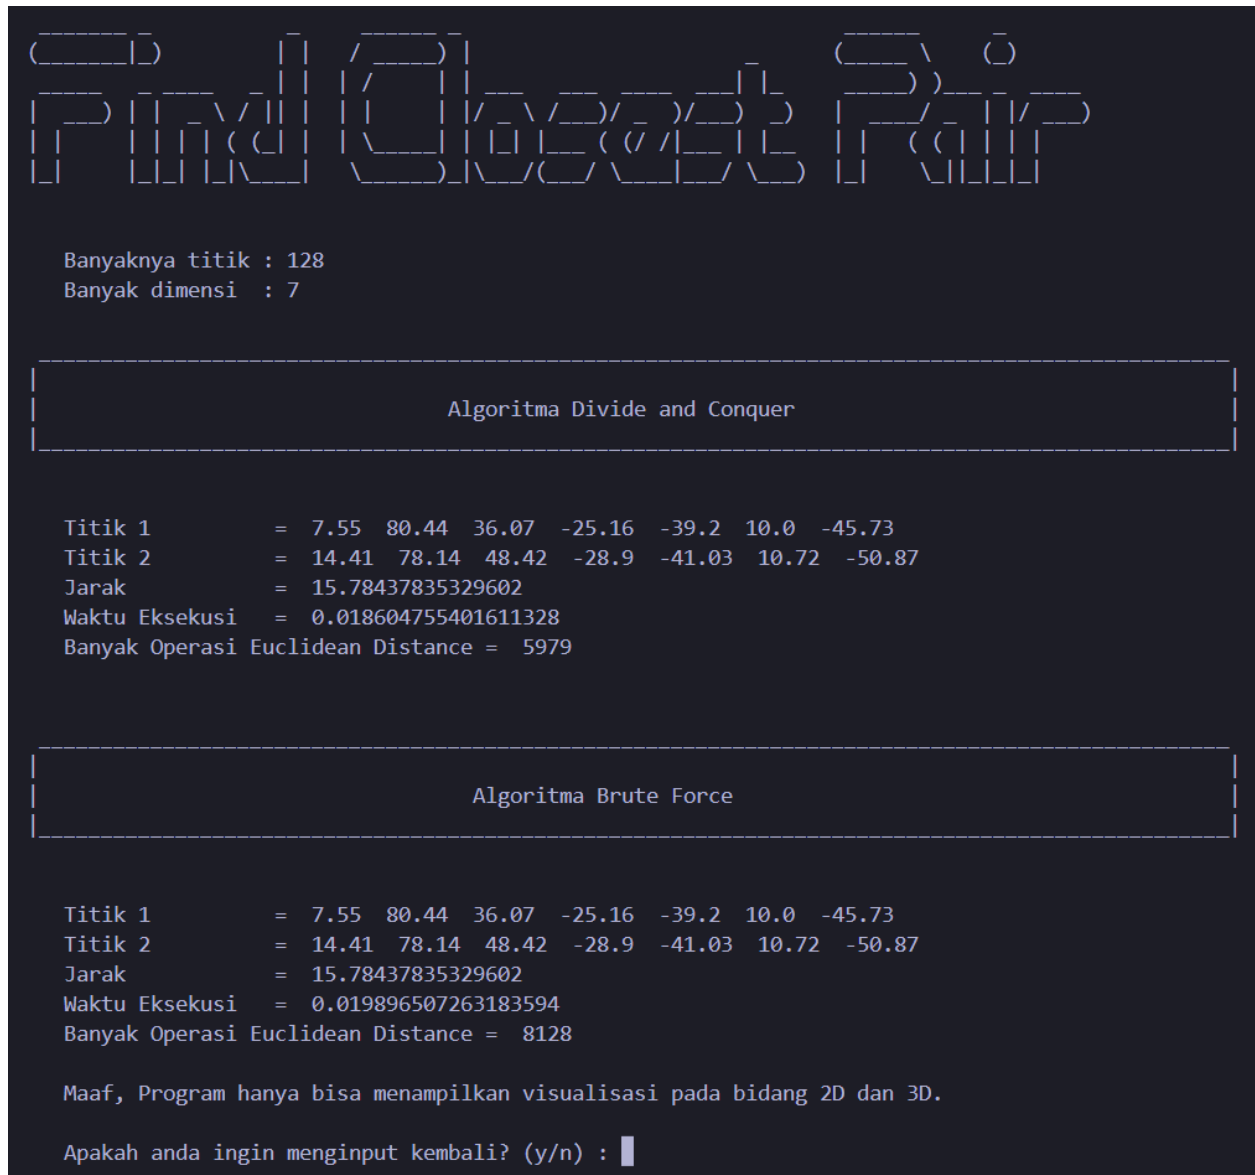 Find Closest Pair
Banyaknya titik : 128
Banyak dimensi  : 7
Algoritma Divide and Conquer
Titik 1 = 7.55 80.44 36.07 -25.16 -39.2 10.0 -45.73
Titik 2 = 14.41 78.14 48.42 -28.9 -41.03 10.72 -50.87
Jarak = 15.78437835329602
Waktu Eksekusi = 0.018604755401611328
Banyak Operasi Euclidean Distance = 5979
Algoritma Brute Force
Titik 1 = 7.55 80.44 36.07 -25.16 -39.2 10.0 -45.73
Titik 2 = 14.41 78.14 48.42 -28.9 -41.03 10.72 -50.87
Jarak = 15.78437835329602
Waktu Eksekusi = 0.019896507263183594
Banyak Operasi Euclidean Distance = 8128
Maaf, Program hanya bisa menampilkan visualisasi pada bidang 2D dan 3D.
Apakah anda ingin menginput kembali? (y/n) :